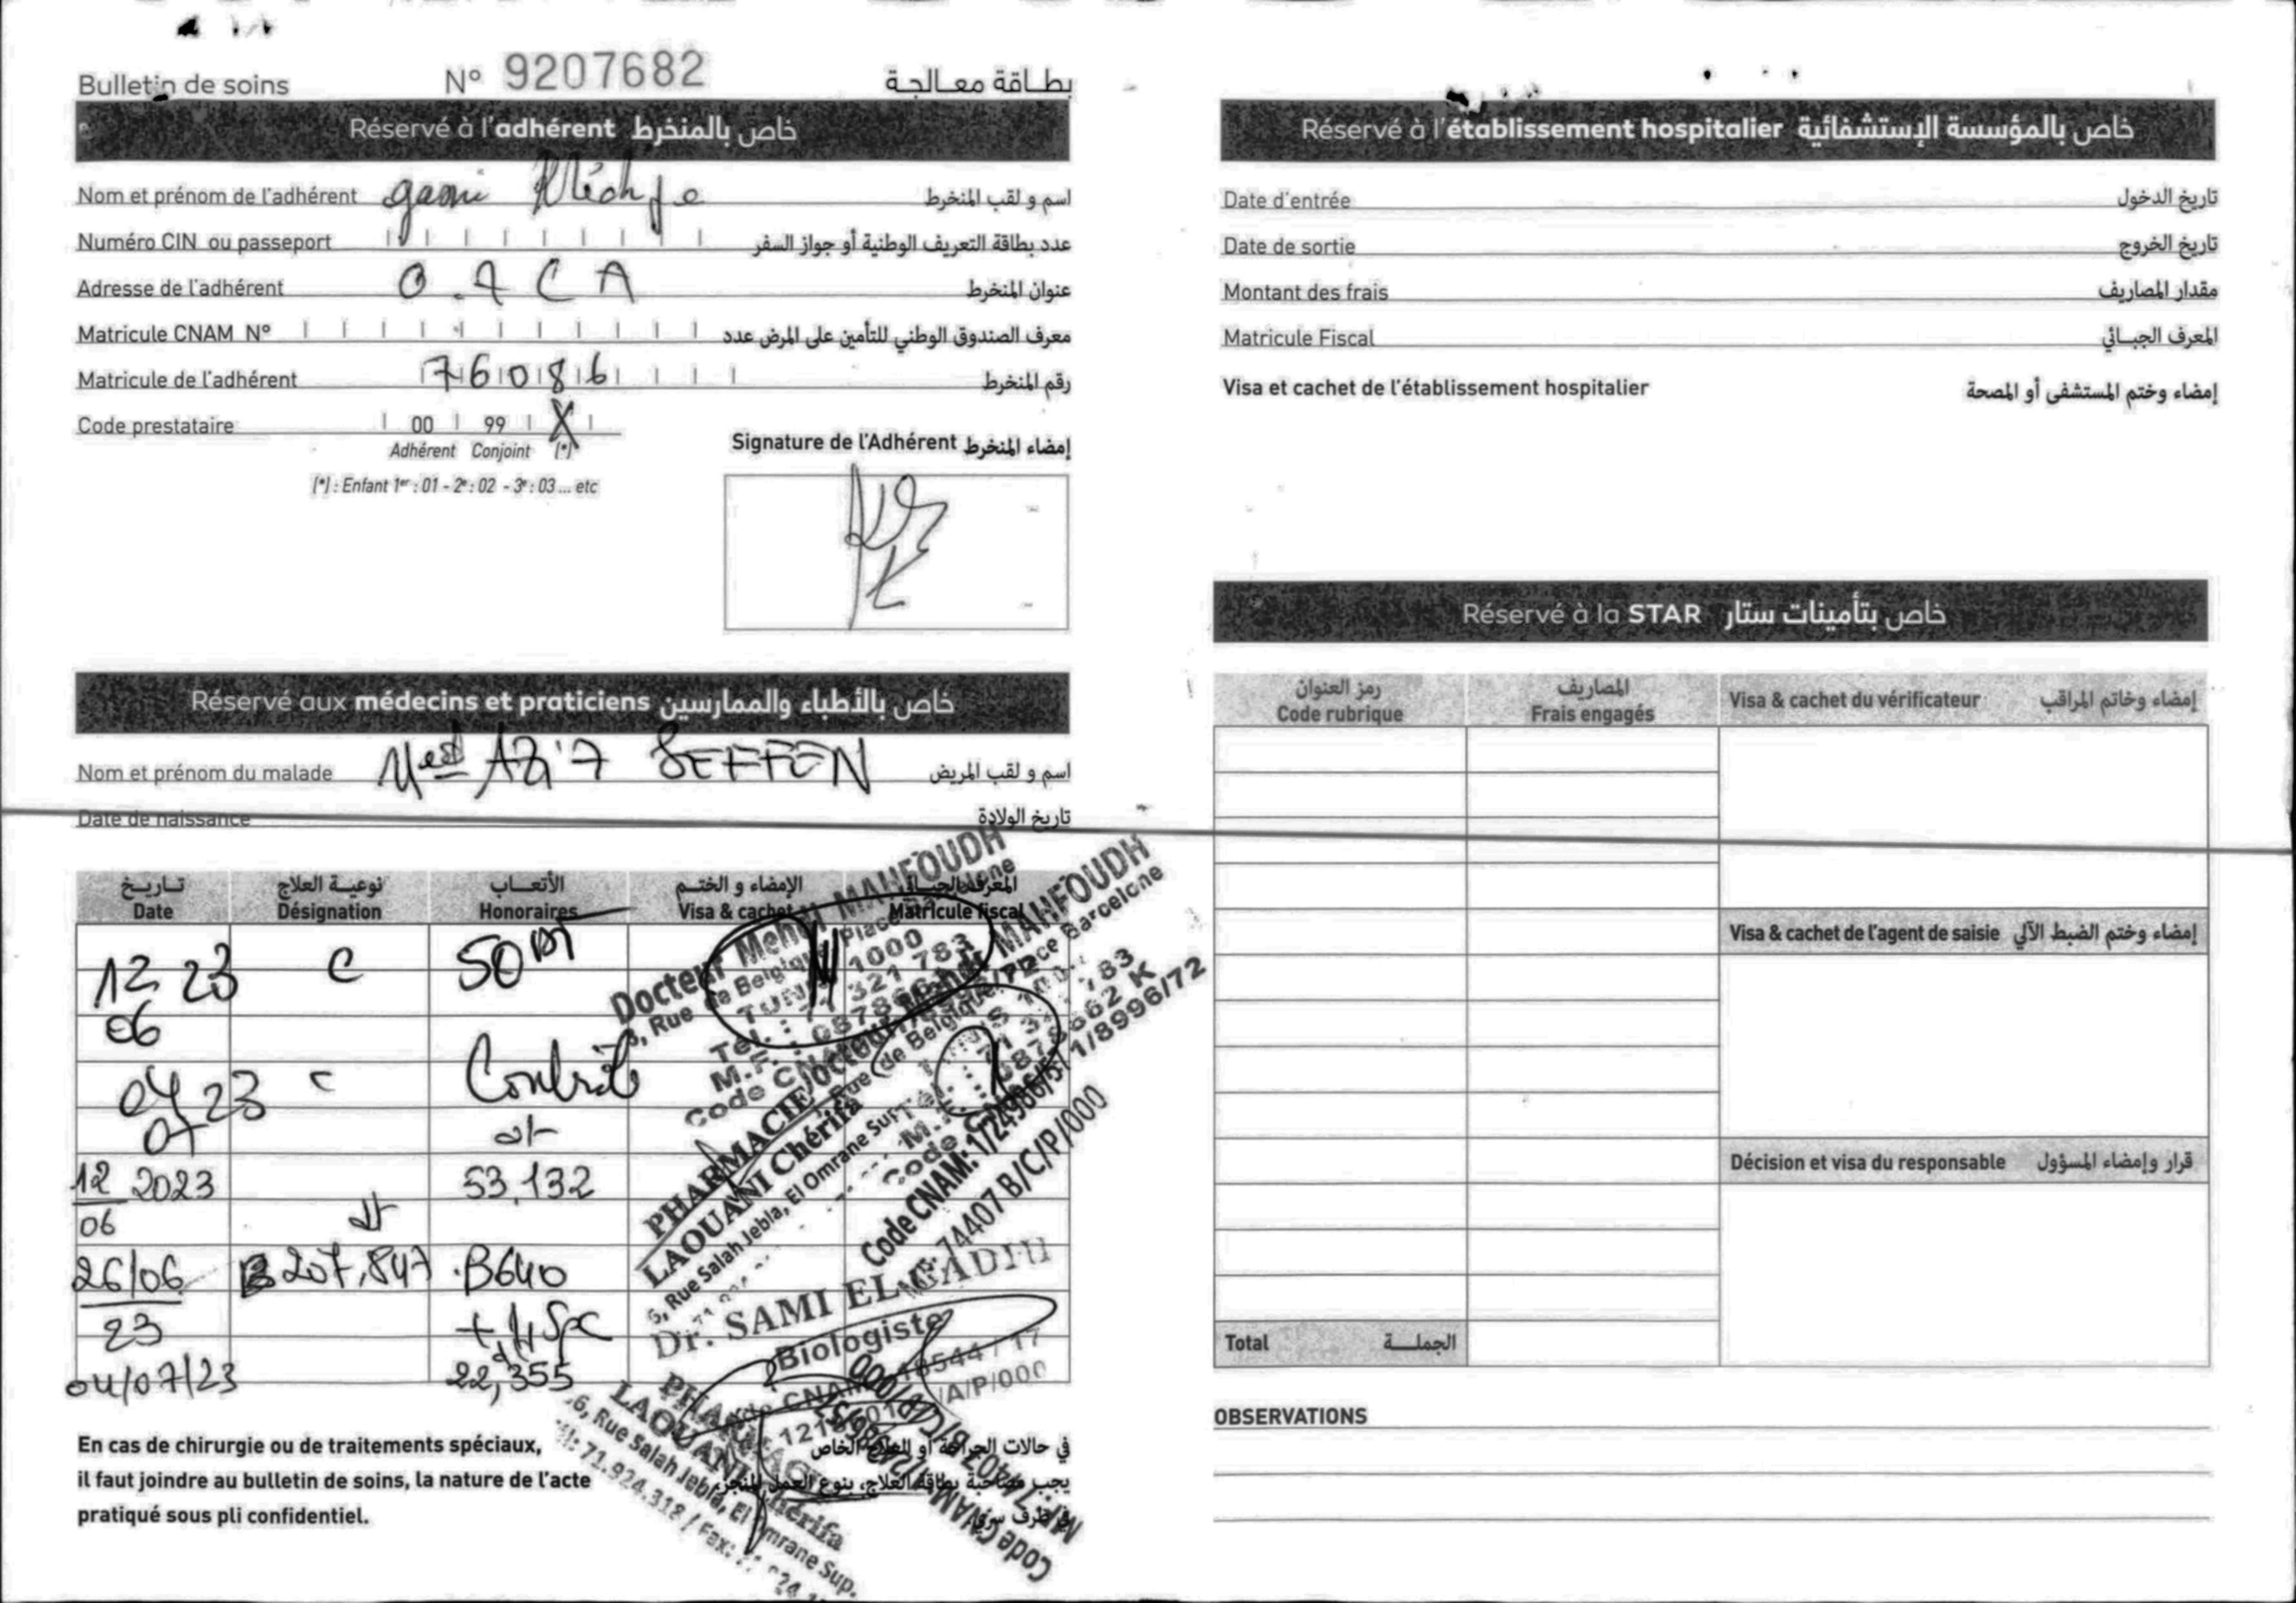 Bulletin de soins N° 9207682 بطاقة معالجة
Réservé à l'adhérent خاص بالمنخرط
Nom et prénom de l'adhérent اسم و لقب المنخرط
Numéro CIN ou passeport عدد بطاقة التعريف الوطنية أو جواز السفر
Adresse de l'adhérent O.A C A عنوان المنخرط
Matricule CNAM N° معرف الصندوق الوطني للتأمين على المرض عدد
Matricule de l'adhérent 76086 رقم المنخرط
Code prestataire 00 99 X
Adhérent Conjoint (*)
(*) : Enfant 1er : 01 - 2e : 02 - 3e : 03 ... etc
Signature de l'Adhérent إمضاء المنخرط
Réservé aux médecins et praticiens خاص بالأطباء والممارسين
Nom et prénom du malade Med Aziz SEFFEN اسم و لقب المريض
Date de naissance تاريخ الولادة
تاريخ نوعية العلاج الأتعاب الإمضاء و الختم المعرف الجبائي
Date Désignation Honoraires Visa & cachet Matricule fiscal
12 23 C 50 DT
06
04 23 C Contrôle
07
12 2023 53,132
06
26/06 B 207,847 B640
23
04/07/23 22,355
Docteur Mehdi MAHFOUDH
3, Rue de Belgique Place Barcelone
TUNIS 1000
Tél. : 71 321 783
Docteur Mehdi MAHFOUDH
Rue de Belgique Place Barcelone
1/8996/72
PHARMACIE
LAOUANI Chérifa
6, Rue Salah Jebla, El Omrane Sup.
Code CNAM: 1/24986/57
74407 B/C/P/000
Dr. SAMI EL GADHI
Biologiste
PHARMACIE
LAOUANI Chérifa
6, Rue Salah Jebla, El Omrane Sup.
71.924.312 / Fax:
Code CNAM
En cas de chirurgie ou de traitements spéciaux,
il faut joindre au bulletin de soins, la nature de l'acte
pratiqué sous pli confidentiel.
في حالات الجراحة أو العلاج الخاص
يجب مصاحبة بطاقة العلاج، بنوع العمل المنجز
في ظرف سري
Réservé à l'établissement hospitalier خاص بالمؤسسة الإستشفائية
Date d'entrée تاريخ الدخول
Date de sortie تاريخ الخروج
Montant des frais مقدار المصاريف
Matricule Fiscal المعرف الجبائي
Visa et cachet de l'établissement hospitalier إمضاء وختم المستشفى أو المصحة
Réservé à la STAR خاص بتأمينات ستار
رمز العنوان المصاريف
Code rubrique Frais engagés Visa & cachet du vérificateur إمضاء وخاتم المراقب
Visa & cachet de l'agent de saisie إمضاء وختم الضبط الآلي
Décision et visa du responsable قرار وإمضاء المسؤول
Total الجملة
OBSERVATIONS